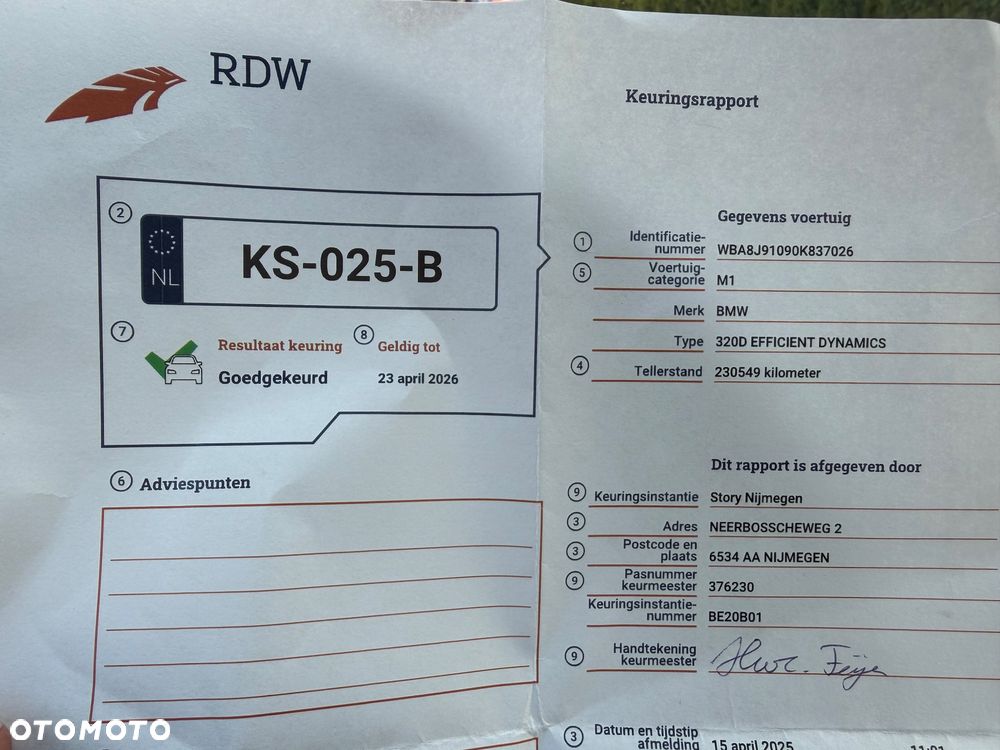 RDW
Keuringsrapport
2
NL
KS-025-B
7
Resultaat keuring
Goedgekeurd
8
Geldig tot
23 april 2026
6 Adviespunten
Gegevens voertuig
1 Identificatie-
nummer WBA8J91090K837026
5 Voertuig-
categorie M1
Merk BMW
Type 320D EFFICIENT DYNAMICS
4 Tellerstand 230549 kilometer
Dit rapport is afgegeven door
9 Keuringsinstantie Story Nijmegen
3 Adres NEERBOSSCHEWEG 2
3 Postcode en
plaats 6534 AA NIJMEGEN
9 Pasnummer
keurmeester 376230
Keuringsinstantie-
nummer BE20B01
9 Handtekening
keurmeester
3 Datum en tijdstip
afmelding 15 april 2025 11:01
OTOMOTO